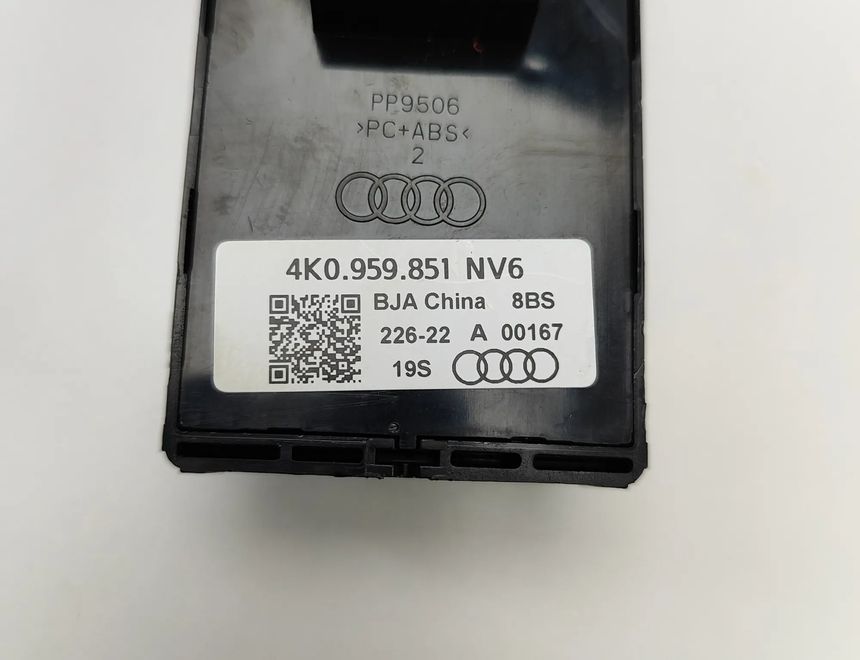 PP9506
>PC+ABS<
2
4K0.959.851 NV6
BJA China 8BS
226-22 A 00167
19S